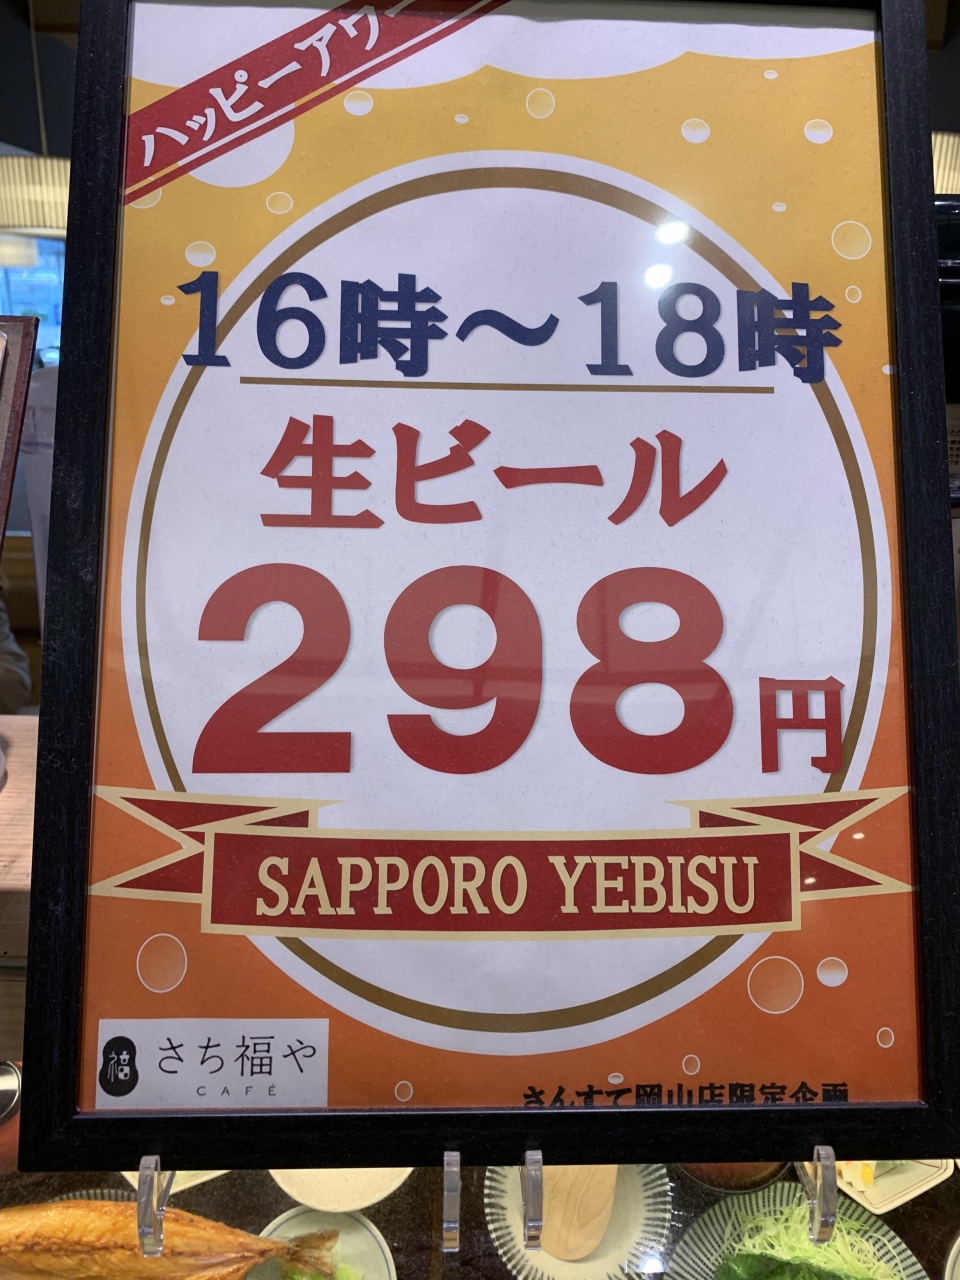 ハッピーアワー
16時～18時
生ビール
298円
SAPPORO YEBISU
福 さち福や
CAFÉ
さんすて岡山店限定企画